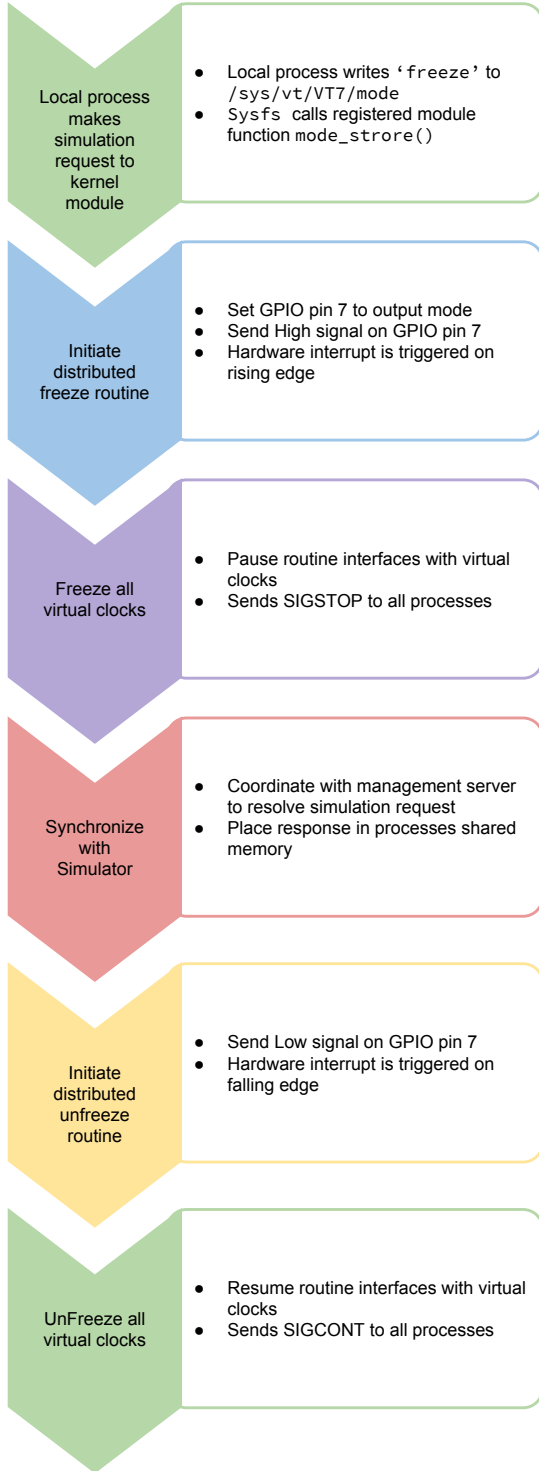 Local process
makes
simulation
request to
kernel
module
● Local process writes ‘freeze’ to
/sys/vt/VT7/mode
● Sysfs calls registered module
function mode_strore()
Initiate
distributed
freeze routine
● Set GPIO pin 7 to output mode
● Send High signal on GPIO pin 7
● Hardware interrupt is triggered on
rising edge
Freeze all
virtual clocks
● Pause routine interfaces with virtual
clocks
● Sends SIGSTOP to all processes
Synchronize
with
Simulator
● Coordinate with management server
to resolve simulation request
● Place response in processes shared
memory
Initiate
distributed
unfreeze
routine
● Send Low signal on GPIO pin 7
● Hardware interrupt is triggered on
falling edge
UnFreeze all
virtual clocks
● Resume routine interfaces with virtual
clocks
● Sends SIGCONT to all processes